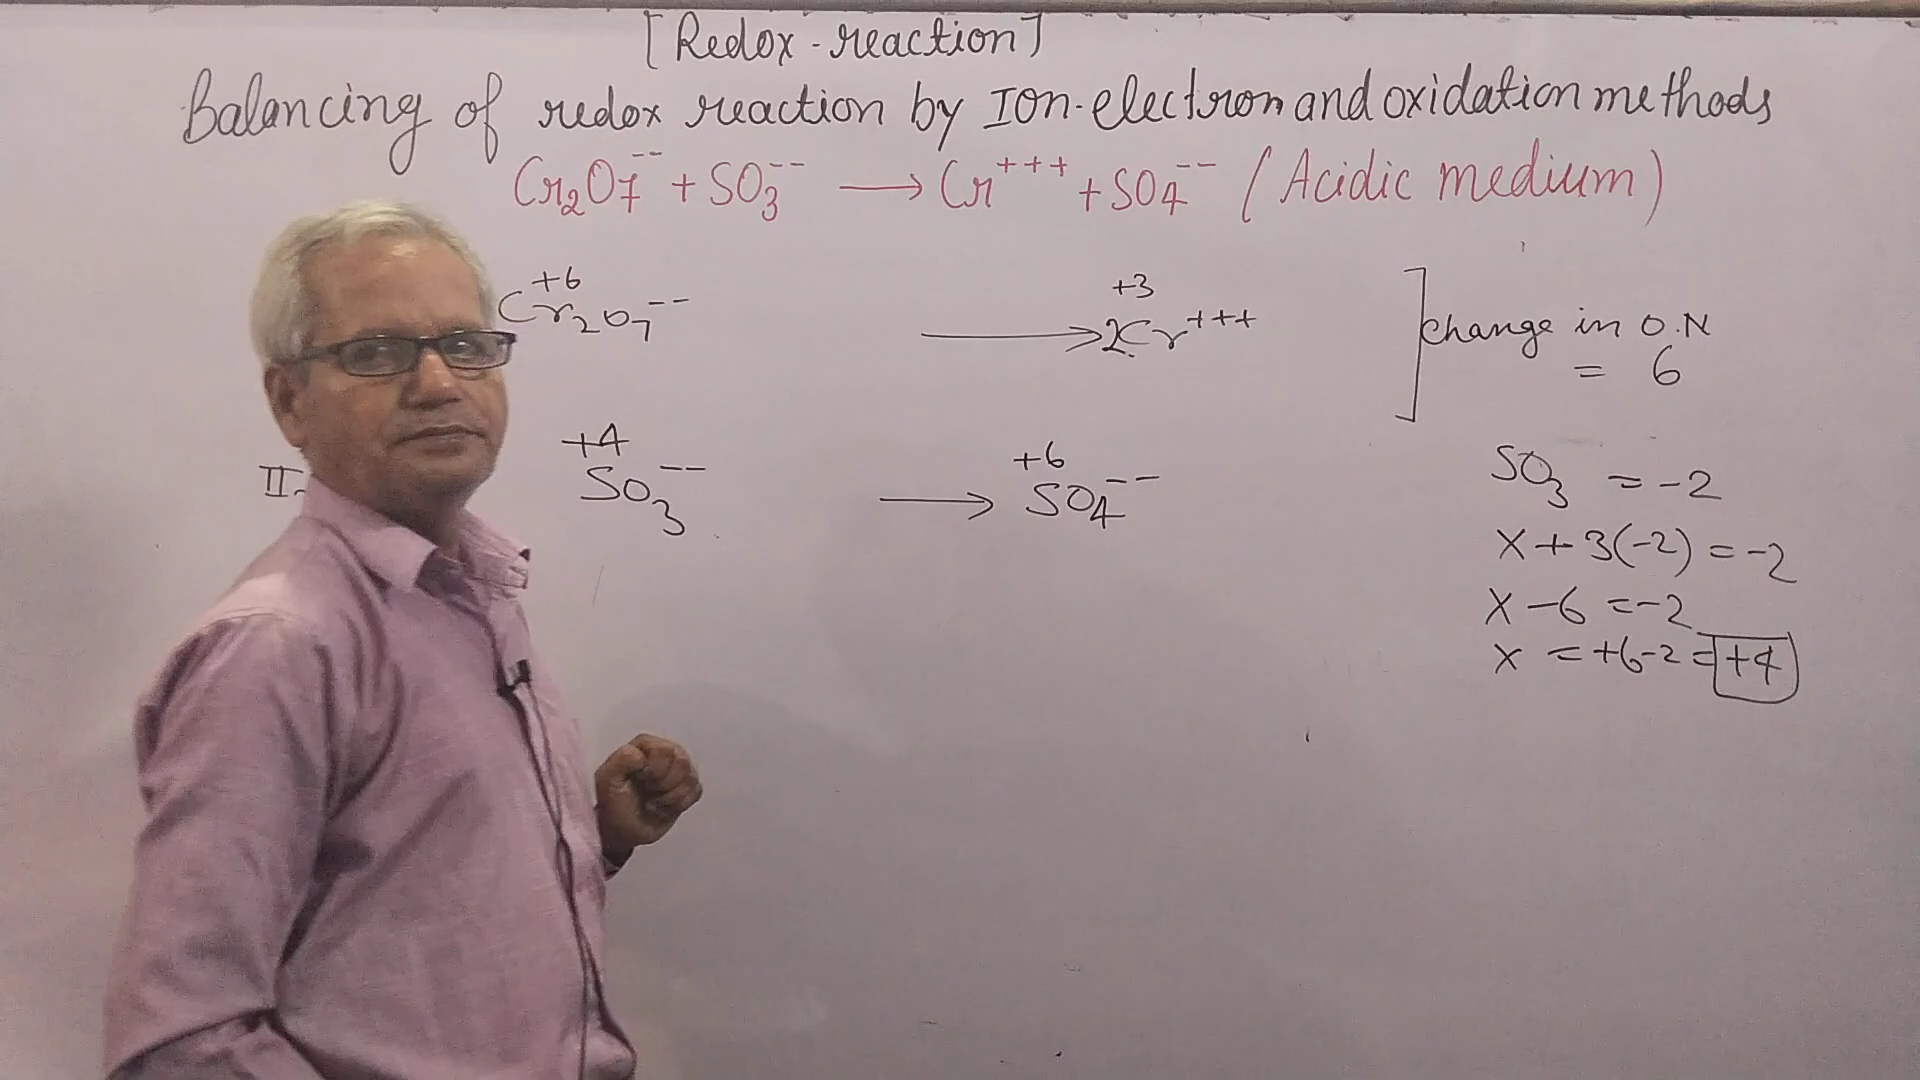 [Redox-reaction]
Balancing of redox reaction by Ion-electron and oxidation methods
Cr₂O₇⁻⁻ + SO₃⁻⁻ → Cr⁺⁺⁺ + SO₄⁻⁻ (Acidic medium)
+6 +3
Cr₂O₇⁻⁻ → 2Cr⁺⁺⁺ ] change in O.N
= 6
+4 +6
II. SO₃⁻⁻ → SO₄⁻⁻
SO₃ = -2
x + 3(-2) = -2
x - 6 = -2
x = +6-2 = +4